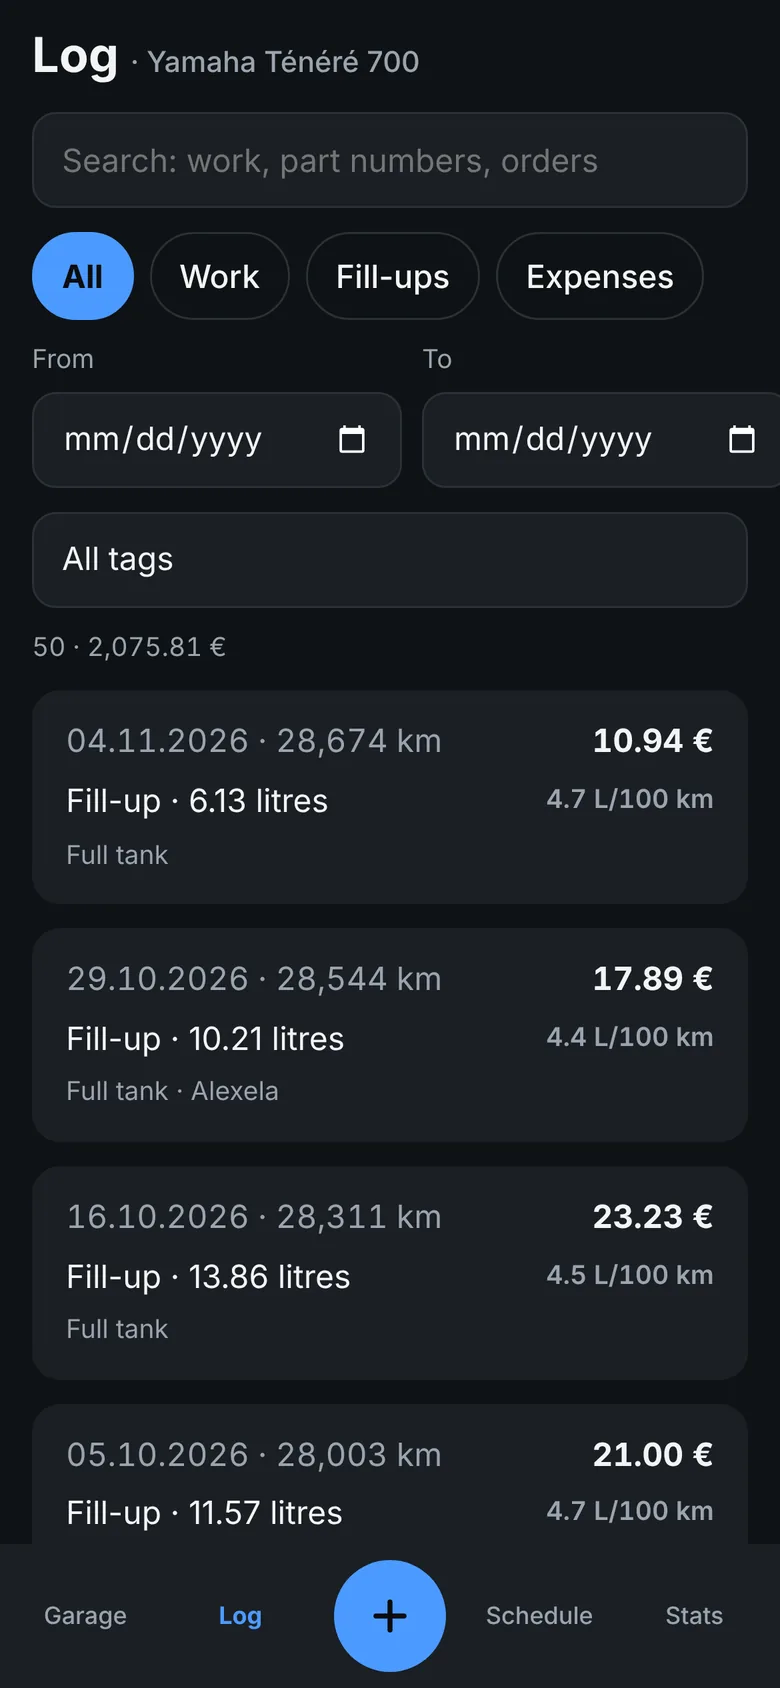 Log · Yamaha Ténéré 700
Search: work, part numbers, orders
All Work Fill-ups Expenses
From To
mm/dd/yyyy mm/dd/yyyy
All tags
50 · 2,075.81 €
04.11.2026 · 28,674 km 10.94 €
Fill-up · 6.13 litres 4.7 L/100 km
Full tank
29.10.2026 · 28,544 km 17.89 €
Fill-up · 10.21 litres 4.4 L/100 km
Full tank · Alexela
16.10.2026 · 28,311 km 23.23 €
Fill-up · 13.86 litres 4.5 L/100 km
Full tank
05.10.2026 · 28,003 km 21.00 €
Fill-up · 11.57 litres 4.7 L/100 km
Garage Log + Schedule Stats